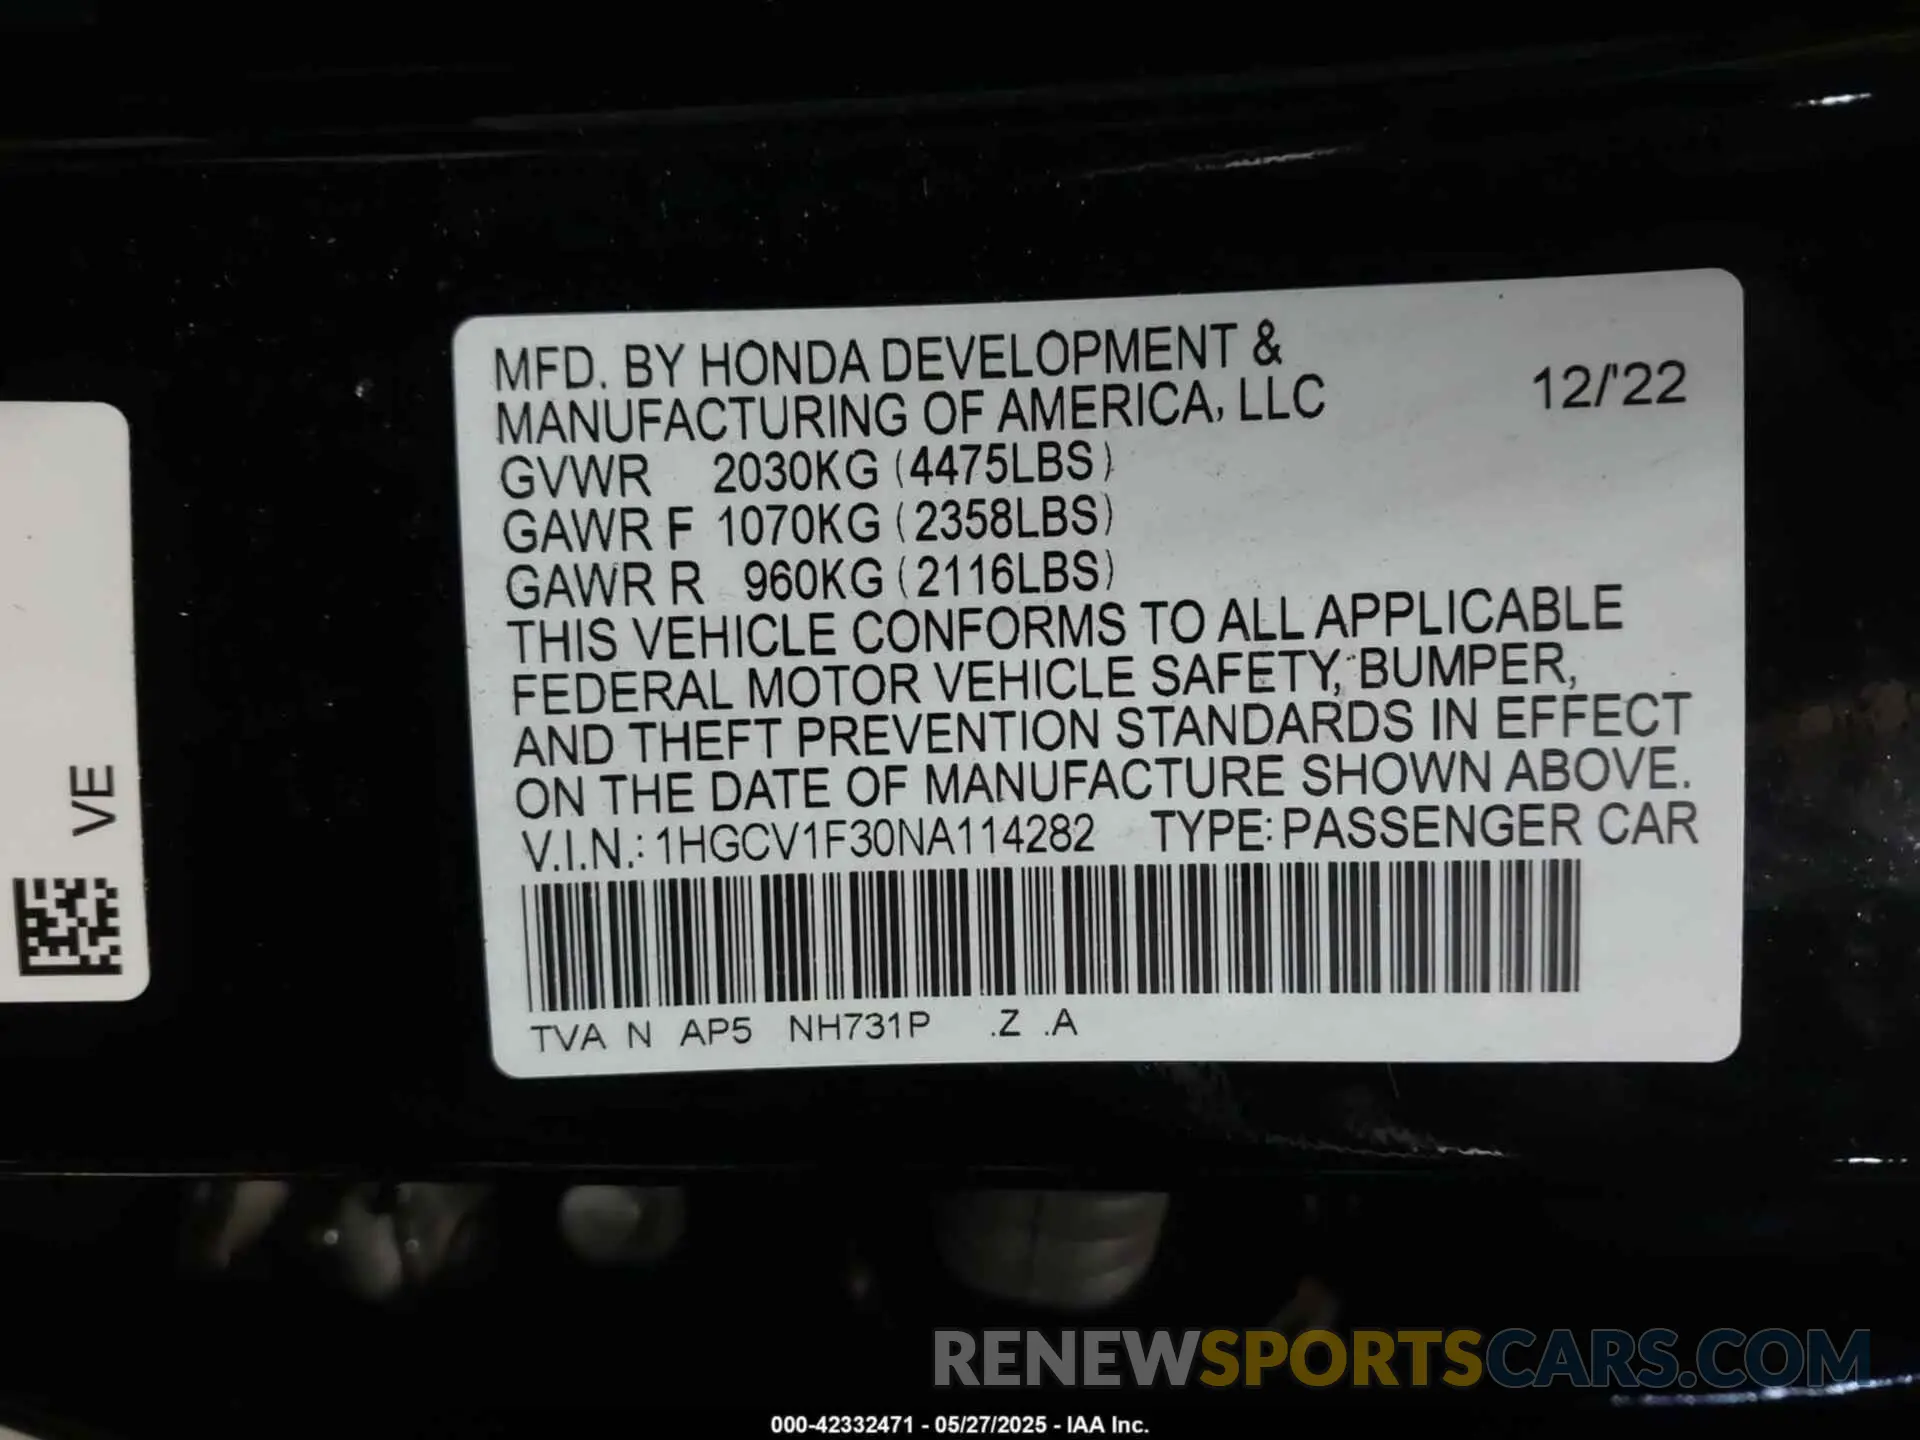 MFD. BY HONDA DEVELOPMENT &
MANUFACTURING OF AMERICA, LLC 12/'22
GVWR 2030KG (4475LBS)
GAWR F 1070KG (2358LBS)
GAWR R 960KG (2116LBS)
THIS VEHICLE CONFORMS TO ALL APPLICABLE
FEDERAL MOTOR VEHICLE SAFETY, BUMPER,
AND THEFT PREVENTION STANDARDS IN EFFECT
ON THE DATE OF MANUFACTURE SHOWN ABOVE.
V.I.N.: 1HGCV1F30NA114282 TYPE: PASSENGER CAR
TVA N AP5 NH731P .Z .A
VE
RENEWSPORTSCARS.COM
000-42332471 - 05/27/2025 - IAA Inc.